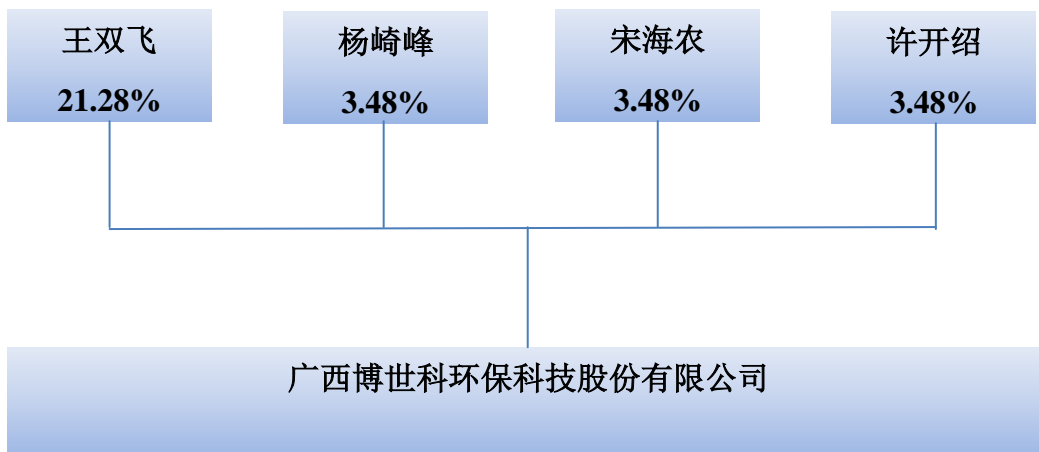 王双飞
21.28%
杨崎峰
3.48%
宋海农
3.48%
许开绍
3.48%
广西博世科环保科技股份有限公司